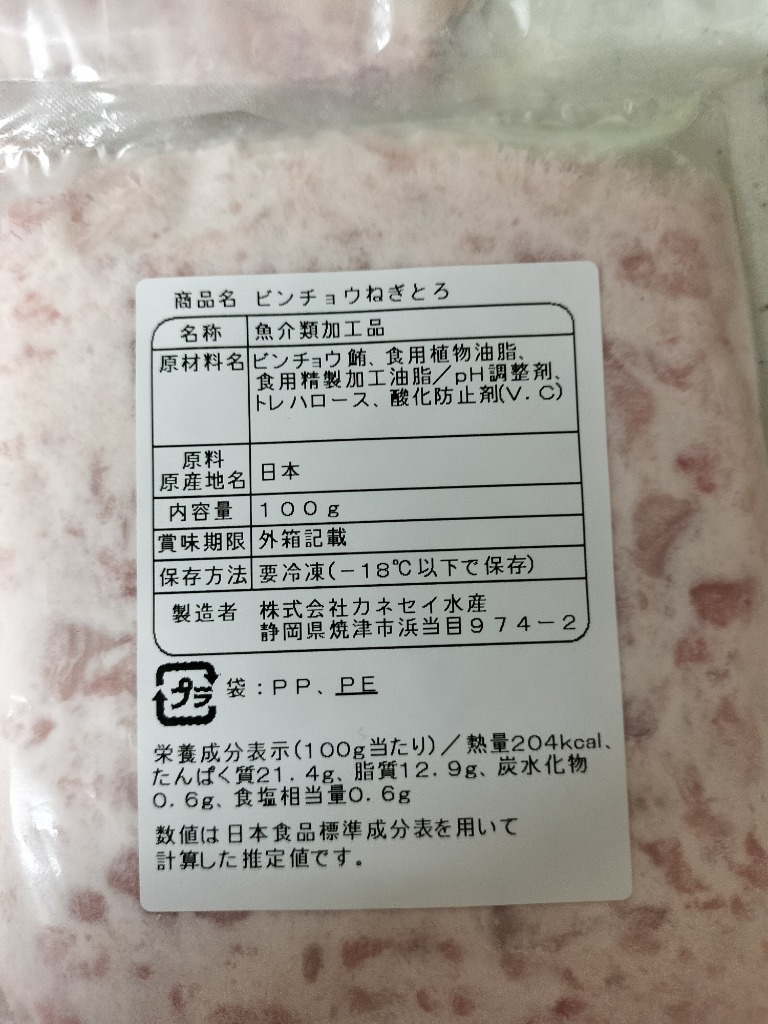 商品名 ビンチョウねぎとろ
名称 魚介類加工品
原材料名 ビンチョウ鮪、食用植物油脂、
食用精製加工油脂／pH調整剤、
トレハロース、酸化防止剤(V.C)
原料
原産地名 日本
内容量 100g
賞味期限 外箱記載
保存方法 要冷凍(－18℃以下で保存)
製造者 株式会社カネセイ水産
静岡県焼津市浜当目974－2
プラ 袋：PP、PE
栄養成分表示(100g当たり)／熱量204kcal、
たんぱく質21.4g、脂質12.9g、炭水化物
0.6g、食塩相当量0.6g
数値は日本食品標準成分表を用いて
計算した推定値です。